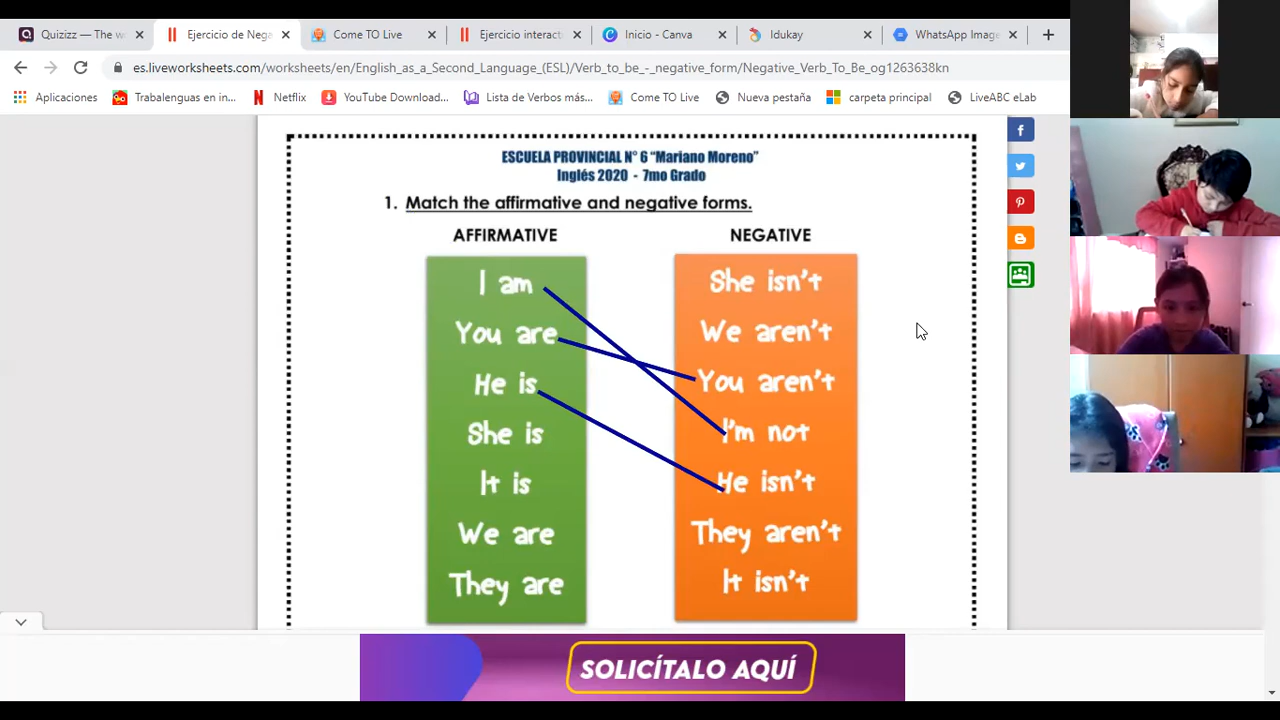 Quizizz — The w
Ejercicio de Nega
Come TO Live
Ejercicio interact
Inicio - Canva
Idukay
WhatsApp Image
es.liveworksheets.com/worksheets/en/English_as_a_Second_Language_(ESL)/Verb_to_be_-_negative_form/Negative_Verb_To_Be_og1263638kn
Aplicaciones
Trabalenguas en in...
Netflix
YouTube Download...
Lista de Verbos más...
Come TO Live
Nueva pestaña
carpeta principal
LiveABC eLab
ESCUELA PROVINCIAL N° 6 “Mariano Moreno”
Inglés 2020 - 7mo Grado
1. Match the affirmative and negative forms.
AFFIRMATIVE
NEGATIVE
I am
She isn't
You are
We aren't
He is
You aren't
She is
I'm not
It is
He isn't
We are
They aren't
They are
It isn't
SOLICÍTALO AQUÍ